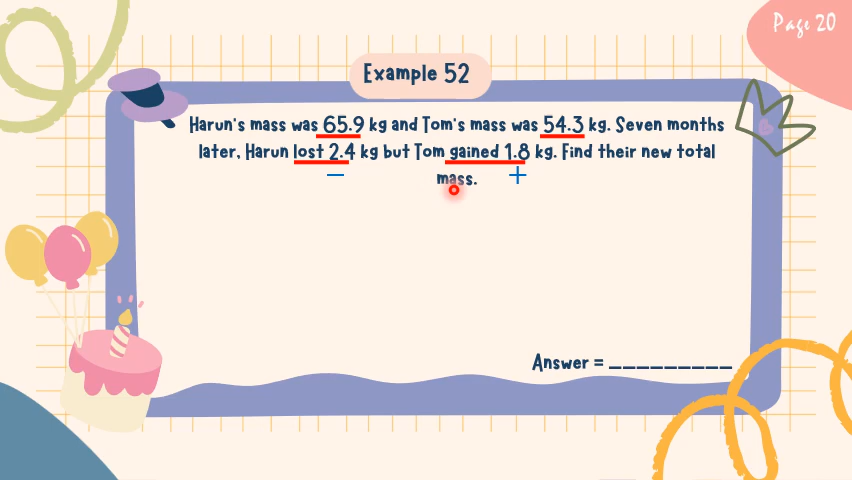 Page 20
Example 52
Harun's mass was 65.9 kg and Tom's mass was 54.3 kg. Seven months
later, Harun lost 2.4 kg but Tom gained 1.8 kg. Find their new total
mass.
− +
Answer = _________